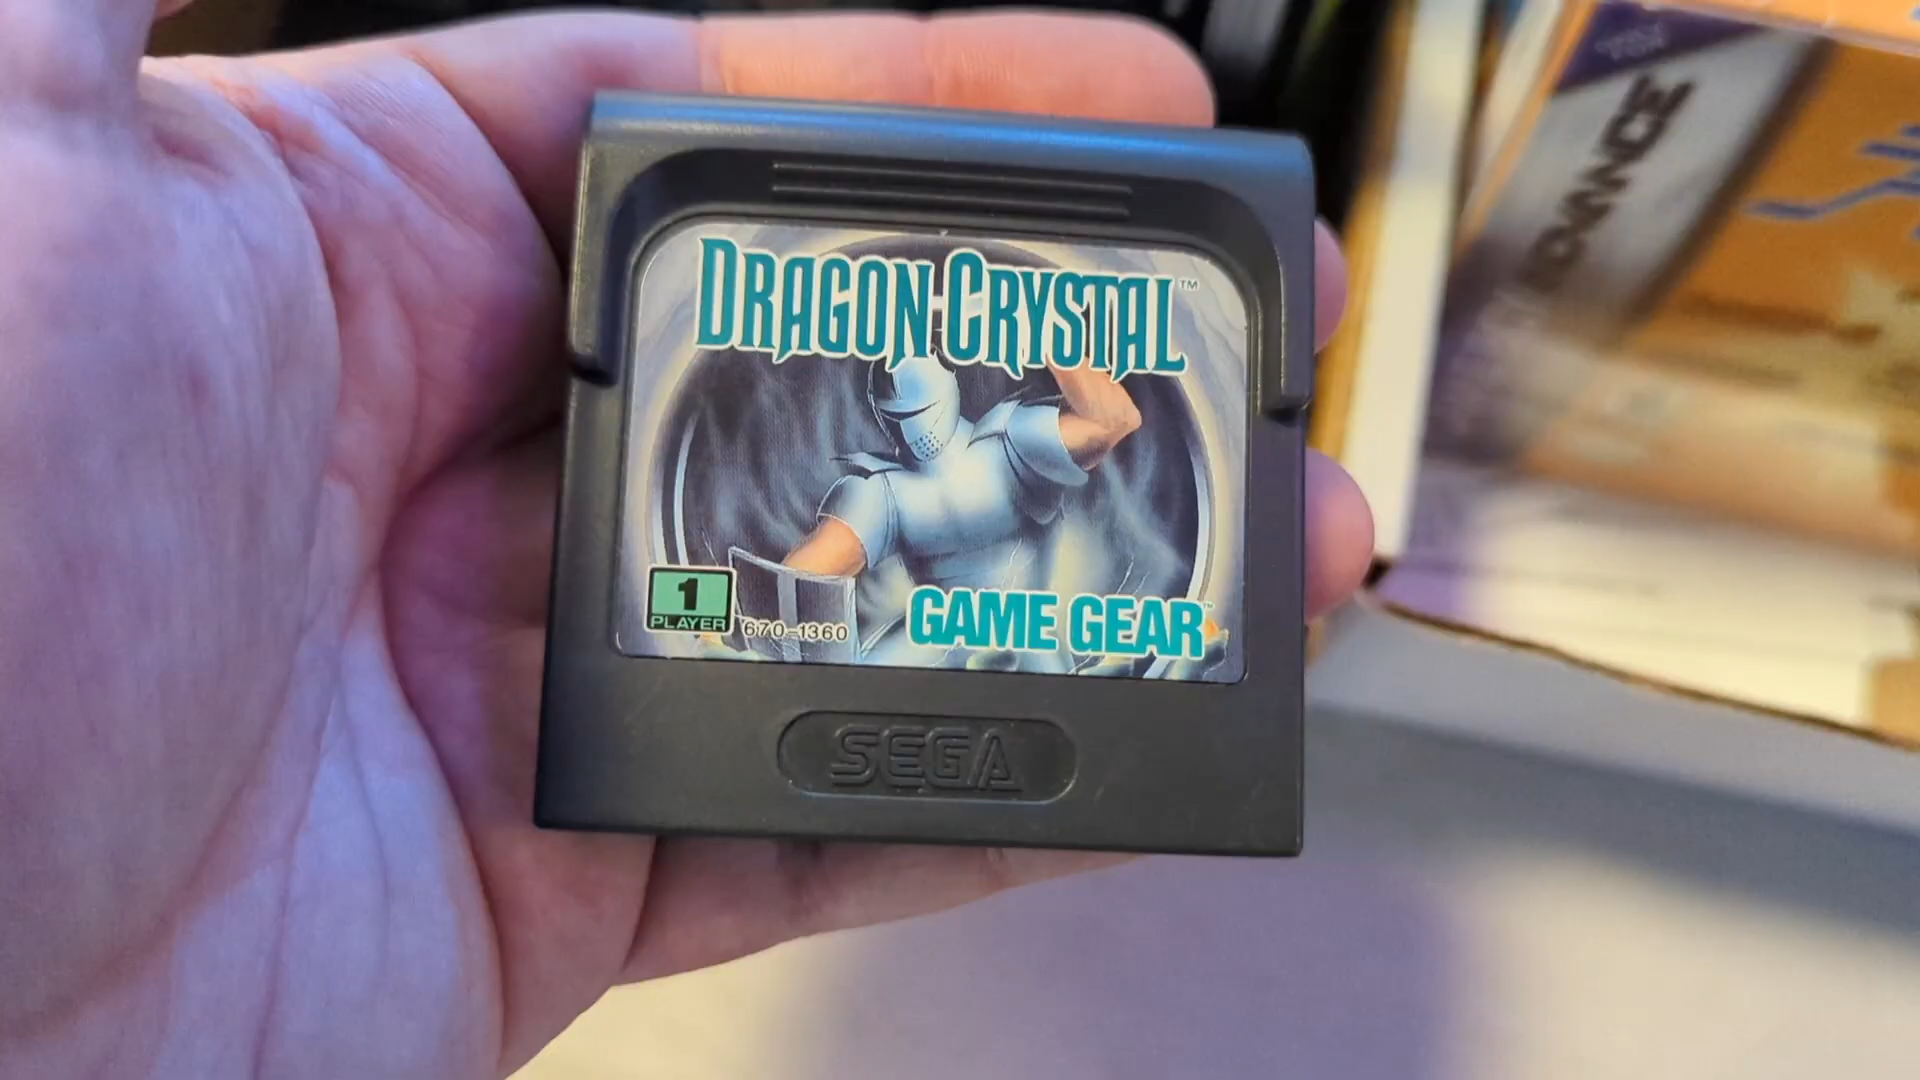 DRAGON CRYSTAL™
1
PLAYER
670-1360
GAME GEAR™
SEGA
ADVANCE